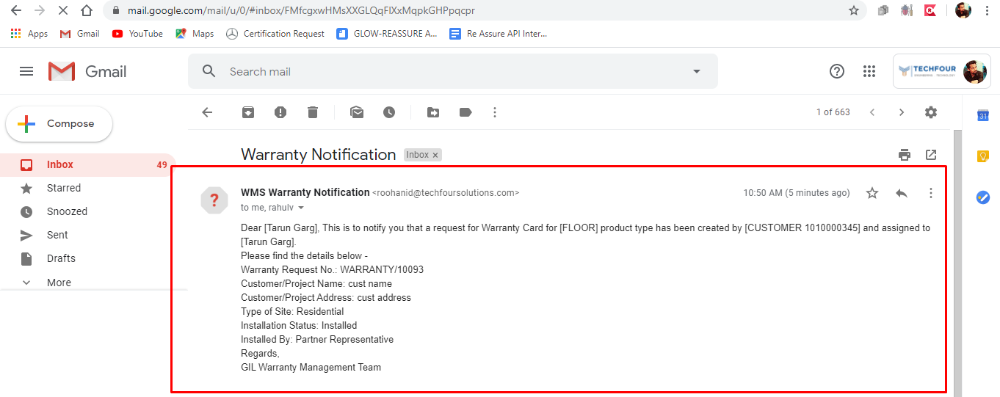 mail.google.com/mail/u/0/#inbox/FMfcgxwHMsXXGLQqFlXxMqpkGHPpqcpr
Apps Gmail YouTube Maps Certification Request GLOW-REASSURE A... Re Assure API Inter...
Gmail
Search mail
TECHFOUR
Compose
1 of 663
31
Inbox 49
Starred
Snoozed
Sent
Drafts
More
Warranty Notification Inbox x
WMS Warranty Notification <roohanid@techfoursolutions.com> 10:50 AM (5 minutes ago)
to me, rahulv
Dear [Tarun Garg], This is to notify you that a request for Warranty Card for [FLOOR] product type has been created by [CUSTOMER 1010000345] and assigned to
[Tarun Garg].
Please find the details below -
Warranty Request No.: WARRANTY/10093
Customer/Project Name: cust name
Customer/Project Address: cust address
Type of Site: Residential
Installation Status: Installed
Installed By: Partner Representative
Regards,
GIL Warranty Management Team